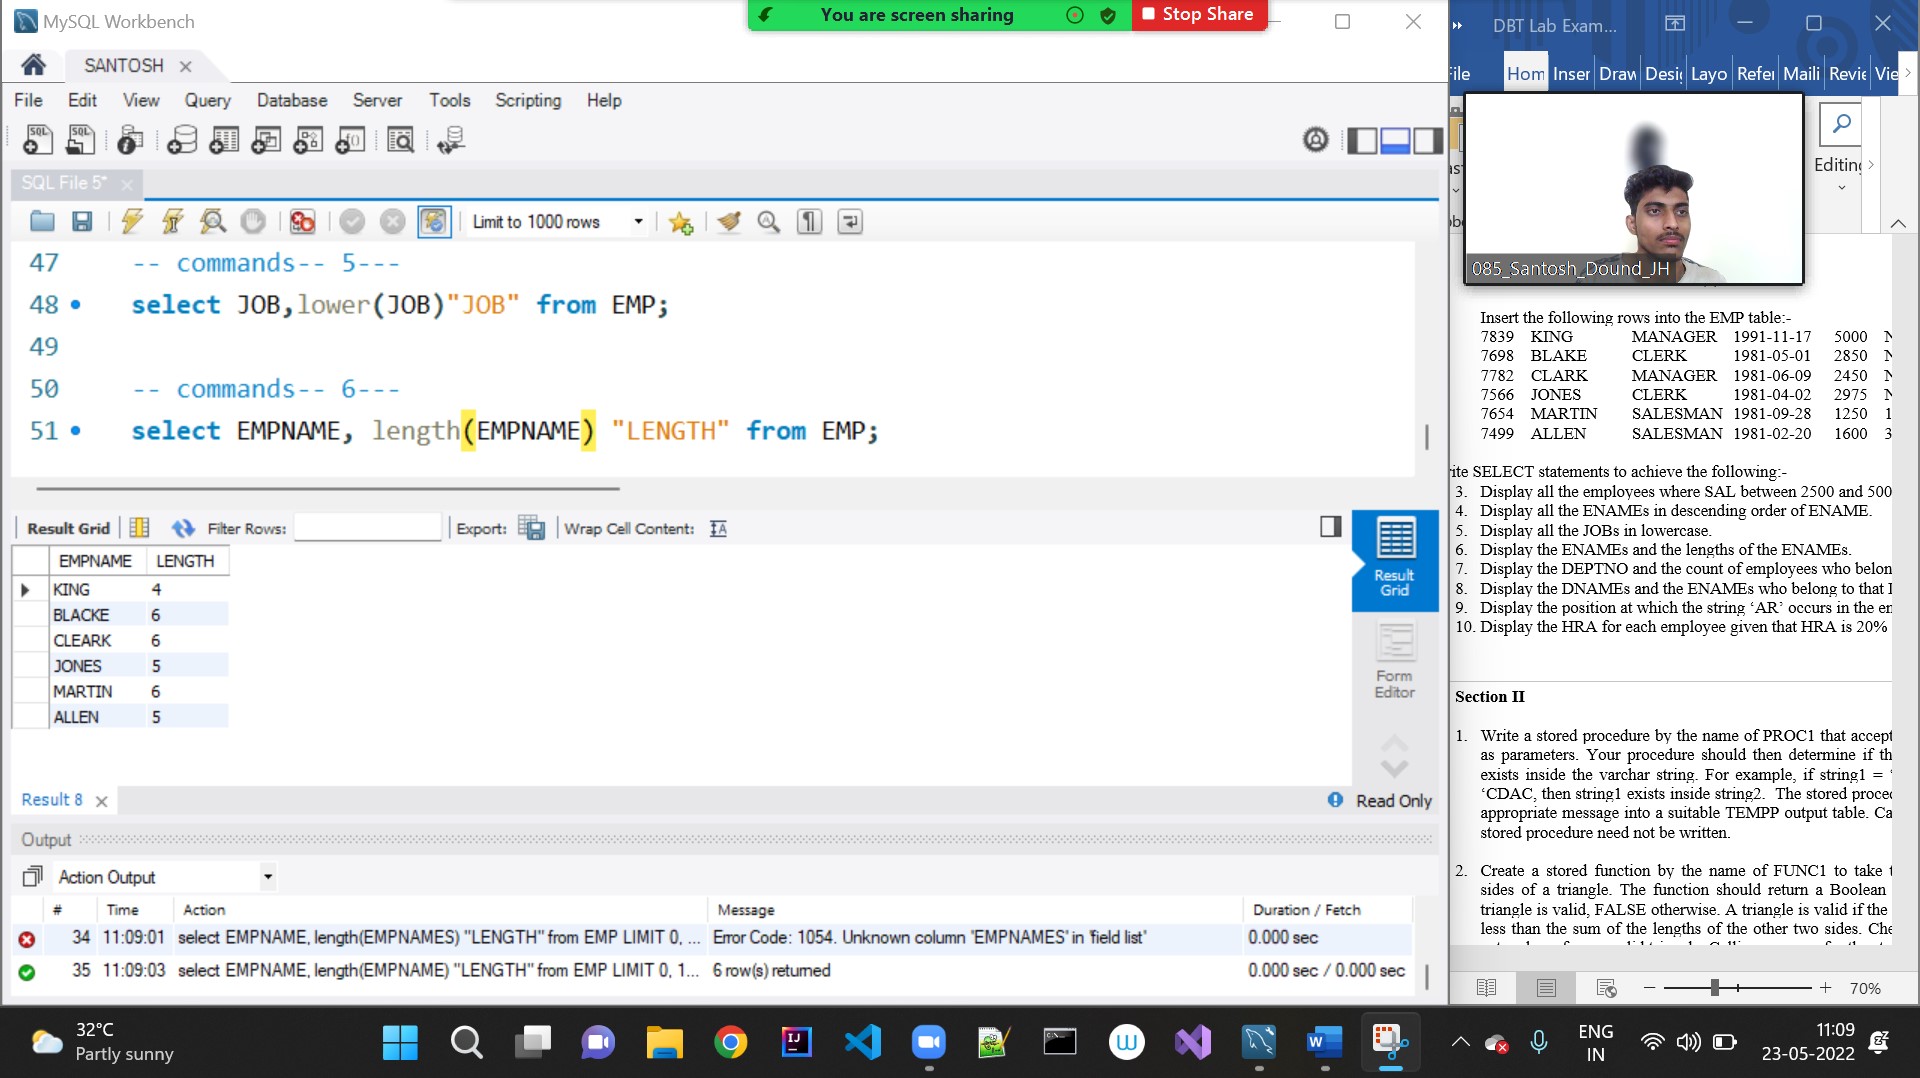 MySQL Workbench
You are screen sharing
Stop Share
SANTOSH
File Edit View Query Database Server Tools Scripting Help
SQL File 5*
Limit to 1000 rows
47 -- commands-- 5---
48 select JOB,lower(JOB)"JOB" from EMP;
49
50 -- commands-- 6---
51 select EMPNAME, length(EMPNAME) "LENGTH" from EMP;
Result Grid Filter Rows: Export: Wrap Cell Content:
EMPNAME LENGTH
KING 4
BLACKE 6
CLEARK 6
JONES 5
MARTIN 6
ALLEN 5
Result Grid
Form Editor
Result 8
Read Only
Output
Action Output
# Time Action Message Duration / Fetch
34 11:09:01 select EMPNAME, length(EMPNAMES) "LENGTH" from EMP LIMIT 0, ... Error Code: 1054. Unknown column 'EMPNAMES' in 'field list' 0.000 sec
35 11:09:03 select EMPNAME, length(EMPNAME) "LENGTH" from EMP LIMIT 0, 1... 6 row(s) returned 0.000 sec / 0.000 sec
DBT Lab Exam...
File Hom Inser Draw Desi Layo Refe Maili Revie Vie
Editing
085_Santosh_Dound_JH
Insert the following rows into the EMP table:-
7839 KING MANAGER 1991-11-17 5000 N
7698 BLAKE CLERK 1981-05-01 2850 N
7782 CLARK MANAGER 1981-06-09 2450 N
7566 JONES CLERK 1981-04-02 2975 N
7654 MARTIN SALESMAN 1981-09-28 1250 1
7499 ALLEN SALESMAN 1981-02-20 1600 3
ite SELECT statements to achieve the following:-
3. Display all the employees where SAL between 2500 and 500
4. Display all the ENAMEs in descending order of ENAME.
5. Display all the JOBs in lowercase.
6. Display the ENAMEs and the lengths of the ENAMEs.
7. Display the DEPTNO and the count of employees who belon
8. Display the DNAMEs and the ENAMEs who belong to that
9. Display the position at which the string ‘AR’ occurs in the
10. Display the HRA for each employee given that HRA is 20%
Section II
1. Write a stored procedure by the name of PROC1 that accept
as parameters. Your procedure should then determine if th
exists inside the varchar string. For example, if string1 = ‘
‘CDAC, then string1 exists inside string2. The stored proce
appropriate message into a suitable TEMPP output table. Ca
stored procedure need not be written.
2. Create a stored function by the name of FUNC1 to take t
sides of a triangle. The function should return a Boolean
triangle is valid, FALSE otherwise. A triangle is valid if the
less than the sum of the lengths of the other two sides. Che
70%
32°C
Partly sunny
ENG
IN
11:09
23-05-2022